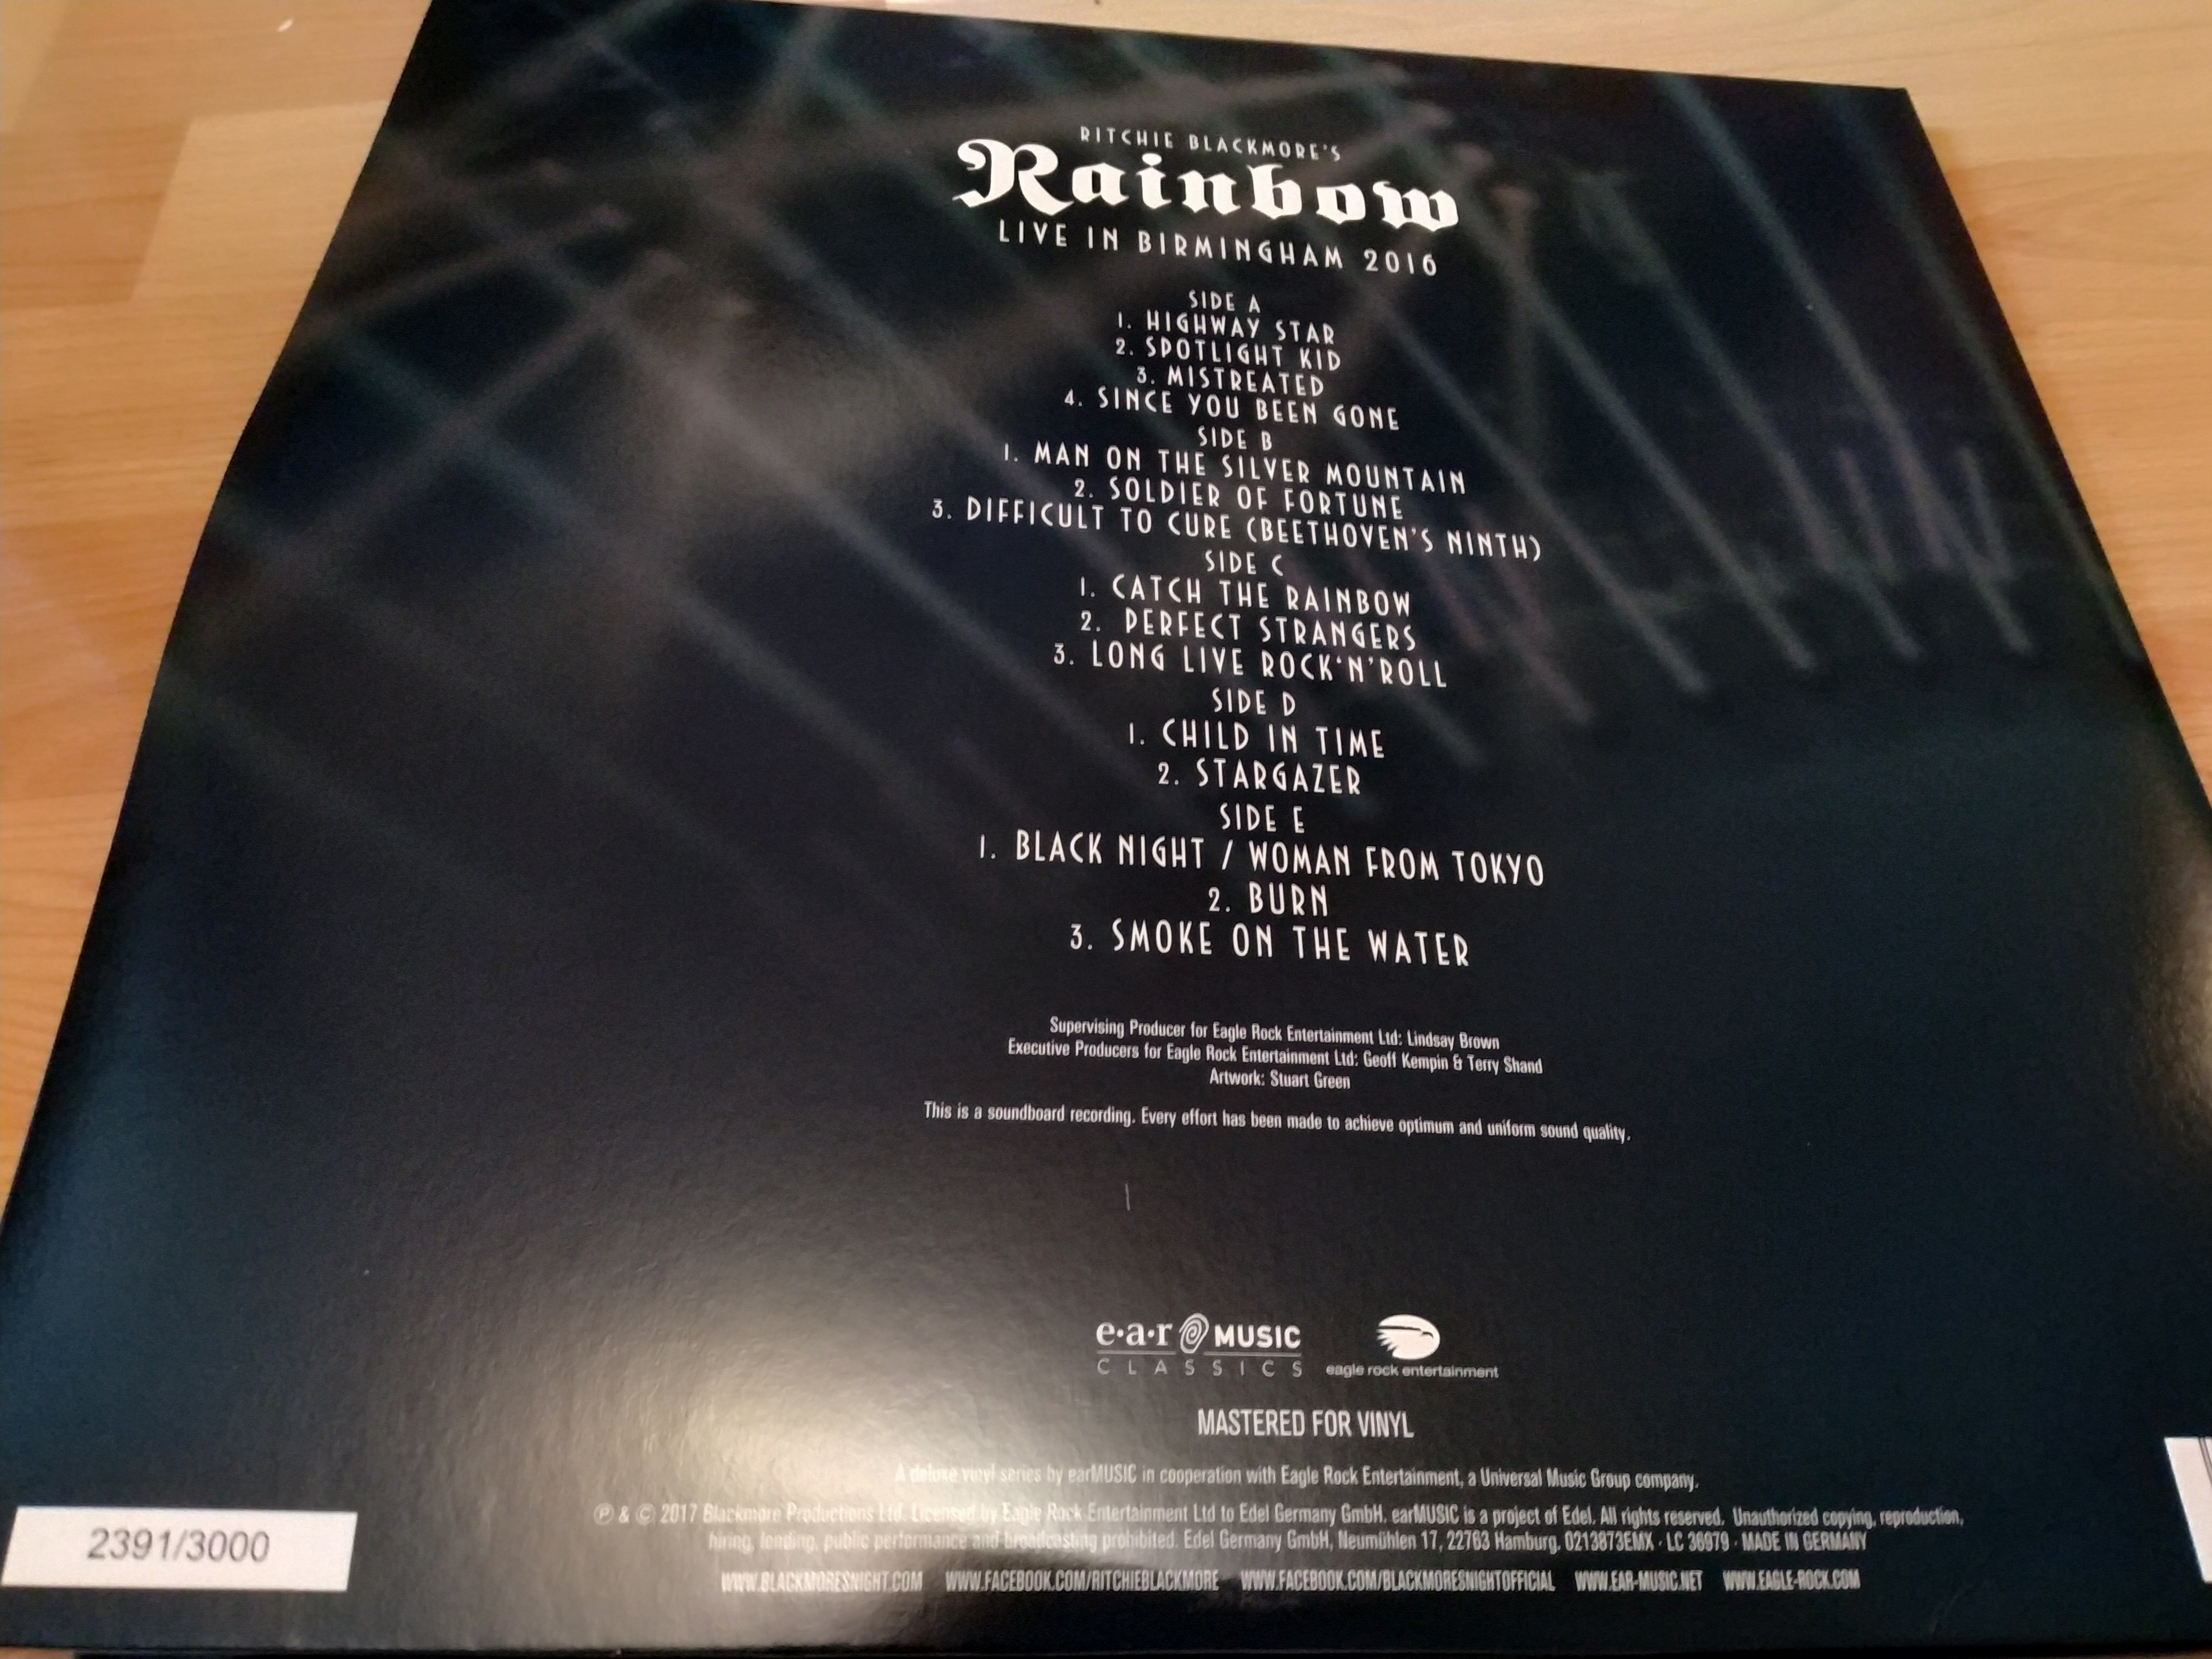 RITCHIE BLACKMORE'S
Rainbow
LIVE IN BIRMINGHAM 2016
SIDE A
1. HIGHWAY STAR
2. SPOTLIGHT KID
3. MISTREATED
4. SINCE YOU BEEN GONE
SIDE B
1. MAN ON THE SILVER MOUNTAIN
2. SOLDIER OF FORTUNE
3. DIFFICULT TO CURE (BEETHOVEN'S NINTH)
SIDE C
1. CATCH THE RAINBOW
2. PERFECT STRANGERS
3. LONG LIVE ROCK'N'ROLL
SIDE D
1. CHILD IN TIME
2. STARGAZER
SIDE E
1. BLACK NIGHT / WOMAN FROM TOKYO
2. BURN
3. SMOKE ON THE WATER
Supervising Producer for Eagle Rock Entertainment Ltd: Lindsay Brown
Executive Producers for Eagle Rock Entertainment Ltd: Geoff Kempin & Terry Shand
Artwork: Stuart Green
This is a soundboard recording. Every effort has been made to achieve optimum and uniform sound quality.
e·a·r MUSIC
CLASSICS
eagle rock entertainment
MASTERED FOR VINYL
A deluxe vinyl series by earMUSIC in cooperation with Eagle Rock Entertainment, a Universal Music Group company.
℗ & © 2017 Blackmore Productions Ltd. Licensed by Eagle Rock Entertainment Ltd to Edel Germany GmbH. earMUSIC is a project of Edel. All rights reserved. Unauthorized copying, reproduction,
hiring, lending, public performance and broadcasting prohibited. Edel Germany GmbH, Neumühlen 17, 22763 Hamburg. 0213873EMX · LC 36979 · MADE IN GERMANY
WWW.BLACKMORESNIGHT.COM WWW.FACEBOOK.COM/RITCHIEBLACKMORE WWW.FACEBOOK.COM/BLACKMORESNIGHTOFFICIAL WWW.EAR-MUSIC.NET WWW.EAGLE-ROCK.COM
2391/3000